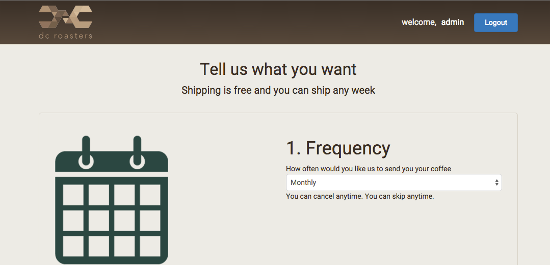 dc roasters
welcome, admin
Logout
Tell us what you want
Shipping is free and you can ship any week
1. Frequency
How often would you like us to send you your coffee
Monthly
You can cancel anytime. You can skip anytime.